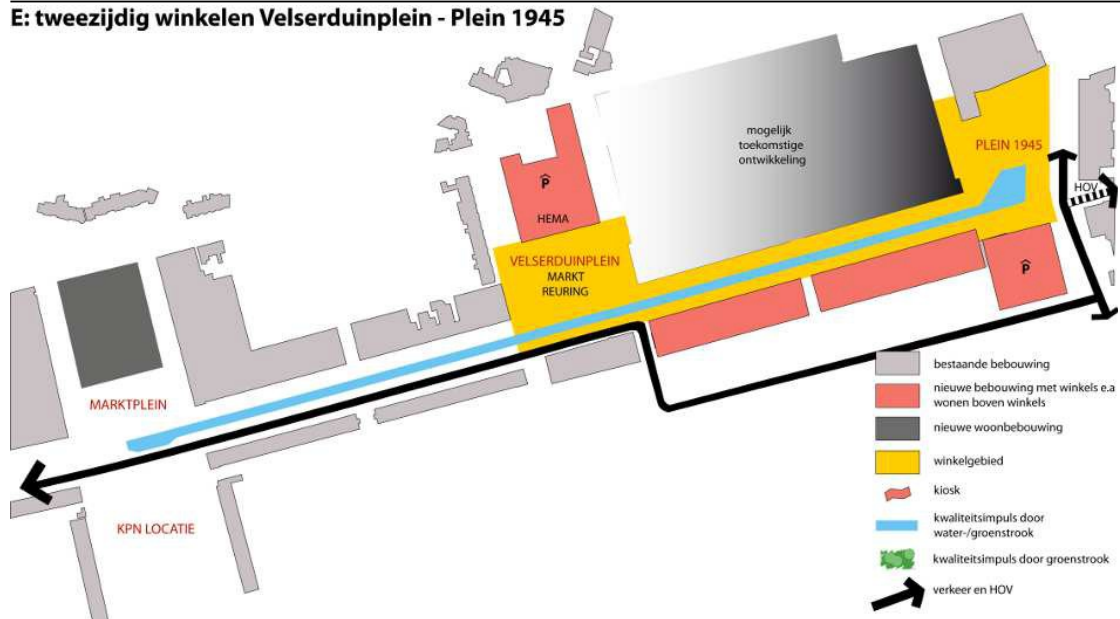 E: tweezijdig winkelen Velserduinplein - Plein 1945
mogelijk
toekomstige
ontwikkeling
PLEIN 1945
HOV
P
HEMA
VELSERDUINPLEIN
MARKT
REURING
P
MARKTPLEIN
KPN LOCATIE
bestaande bebouwing
nieuwe bebouwing met winkels e.a
wonen boven winkels
nieuwe woonbebouwing
winkelgebied
kiosk
kwaliteitsimpuls door
water-/groenstrook
kwaliteitsimpuls door groenstrook
verkeer en HOV